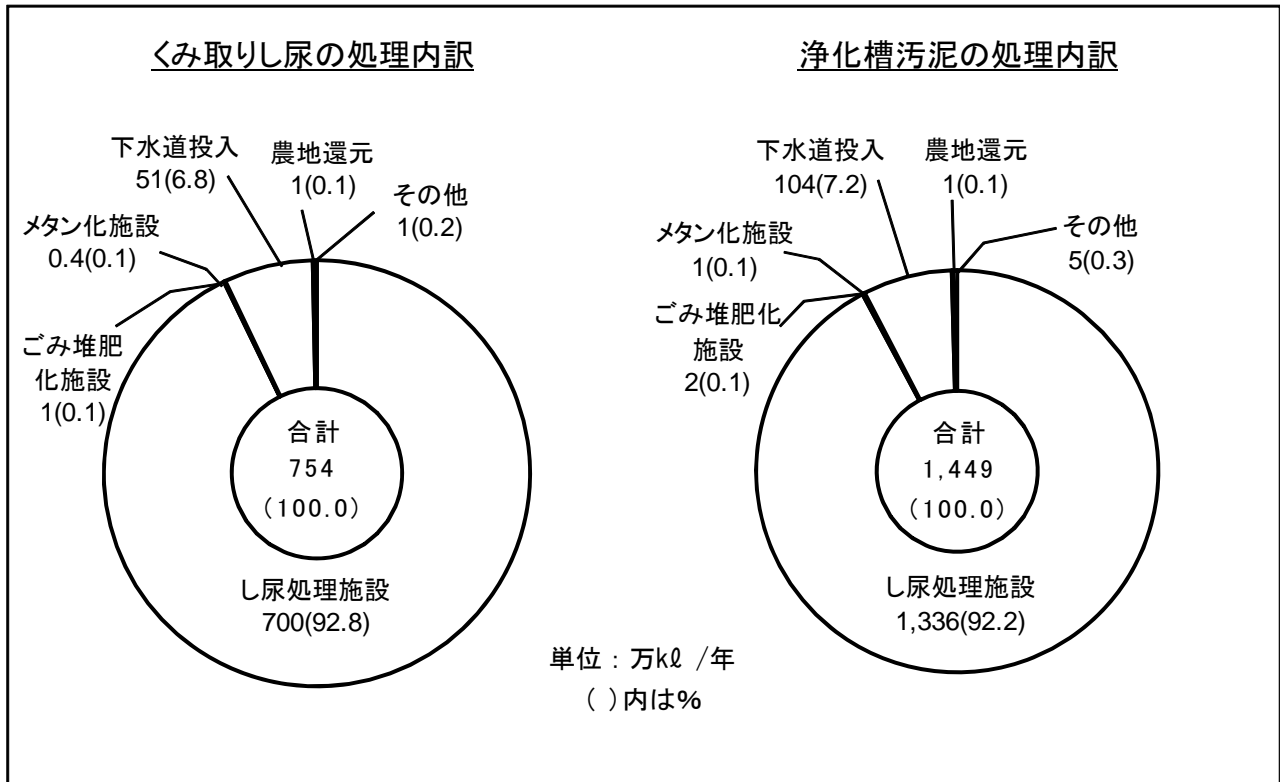 くみ取りし尿の処理内訳
下水道投入
51(6.8)
農地還元
1(0.1)
その他
1(0.2)
メタン化施設
0.4(0.1)
ごみ堆肥
化施設
1(0.1)
合計
754
(100.0)
し尿処理施設
700(92.8)
浄化槽汚泥の処理内訳
下水道投入
104(7.2)
農地還元
1(0.1)
その他
5(0.3)
メタン化施設
1(0.1)
ごみ堆肥化
施設
2(0.1)
合計
1,449
(100.0)
し尿処理施設
1,336(92.2)
単位：万kℓ /年
( )内は%